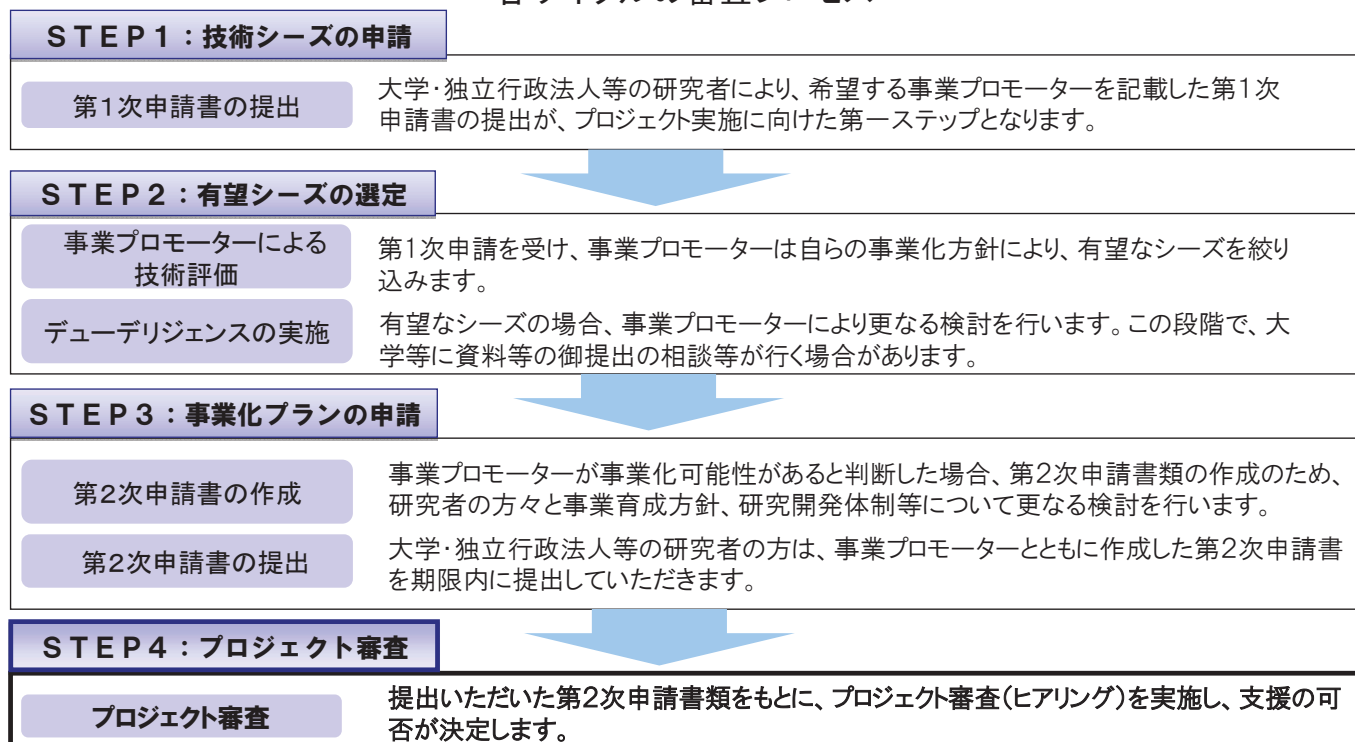 STEP1：技術シーズの申請
第1次申請書の提出
大学・独立行政法人等の研究者により、希望する事業プロモーターを記載した第1次
申請書の提出が、プロジェクト実施に向けた第一ステップとなります。
STEP2：有望シーズの選定
事業プロモーターによる
技術評価
第1次申請を受け、事業プロモーターは自らの事業化方針により、有望なシーズを絞り
込みます。
デューデリジェンスの実施
有望なシーズの場合、事業プロモーターにより更なる検討を行います。この段階で、大
学等に資料等の御提出の相談等が行く場合があります。
STEP3：事業化プランの申請
第2次申請書の作成
事業プロモーターが事業化可能性があると判断した場合、第2次申請書類の作成のため、
研究者の方々と事業育成方針、研究開発体制等について更なる検討を行います。
第2次申請書の提出
大学・独立行政法人等の研究者の方は、事業プロモーターとともに作成した第2次申請書
を期限内に提出していただきます。
STEP4：プロジェクト審査
プロジェクト審査
提出いただいた第2次申請書類をもとに、プロジェクト審査(ヒアリング)を実施し、支援の可
否が決定します。